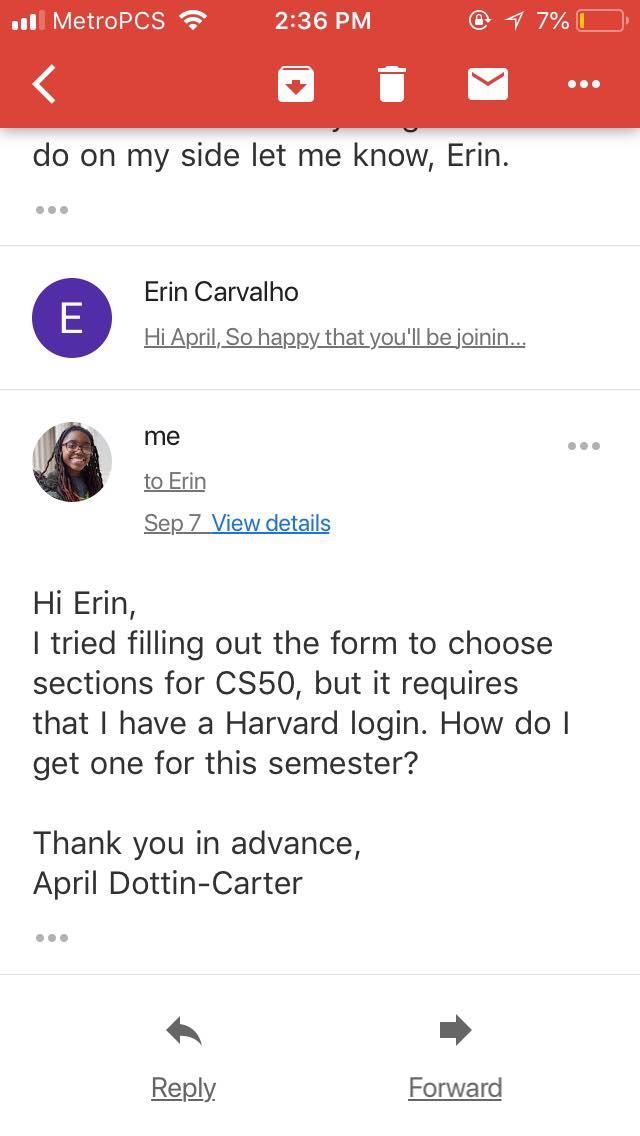 MetroPCS 2:36 PM 7%
do on my side let me know, Erin.
E
Erin Carvalho
Hi April, So happy that you'll be joinin...
me
to Erin
Sep 7 View details
Hi Erin,
I tried filling out the form to choose
sections for CS50, but it requires
that I have a Harvard login. How do I
get one for this semester?
Thank you in advance,
April Dottin-Carter
Reply Forward